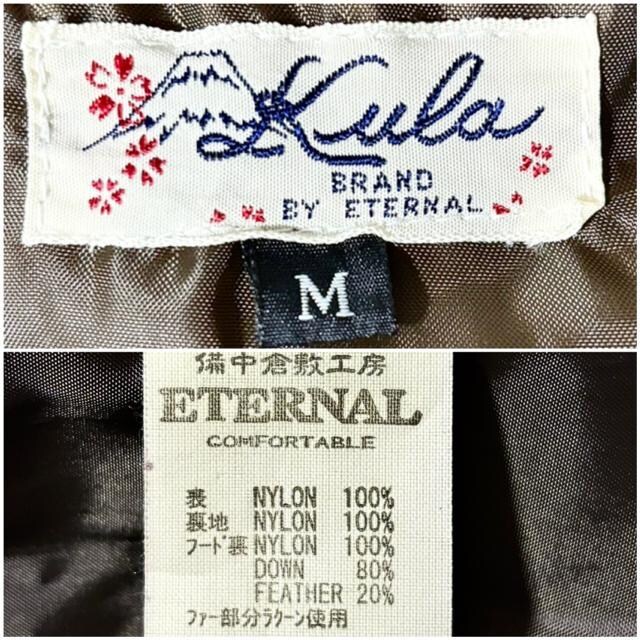 Kula
BRAND
BY ETERNAL
M
備中倉敷工房
ETERNAL
COMFORTABLE
表 NYLON 100%
裏地 NYLON 100%
フード裏 NYLON 100%
DOWN 80%
FEATHER 20%
ファー部分ラクーン使用